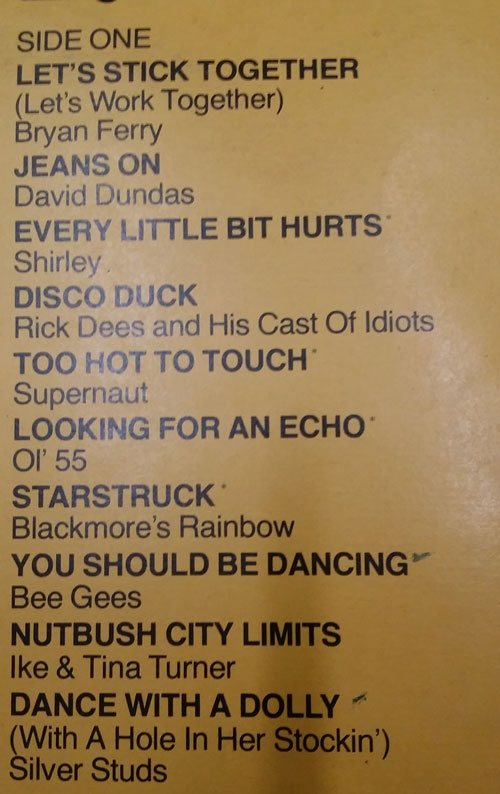 SIDE ONE
LET'S STICK TOGETHER
(Let's Work Together)
Bryan Ferry
JEANS ON
David Dundas
EVERY LITTLE BIT HURTS
Shirley
DISCO DUCK
Rick Dees and His Cast Of Idiots
TOO HOT TO TOUCH
Supernaut
LOOKING FOR AN ECHO
Ol' 55
STARSTRUCK
Blackmore's Rainbow
YOU SHOULD BE DANCING
Bee Gees
NUTBUSH CITY LIMITS
Ike & Tina Turner
DANCE WITH A DOLLY
(With A Hole In Her Stockin')
Silver Studs